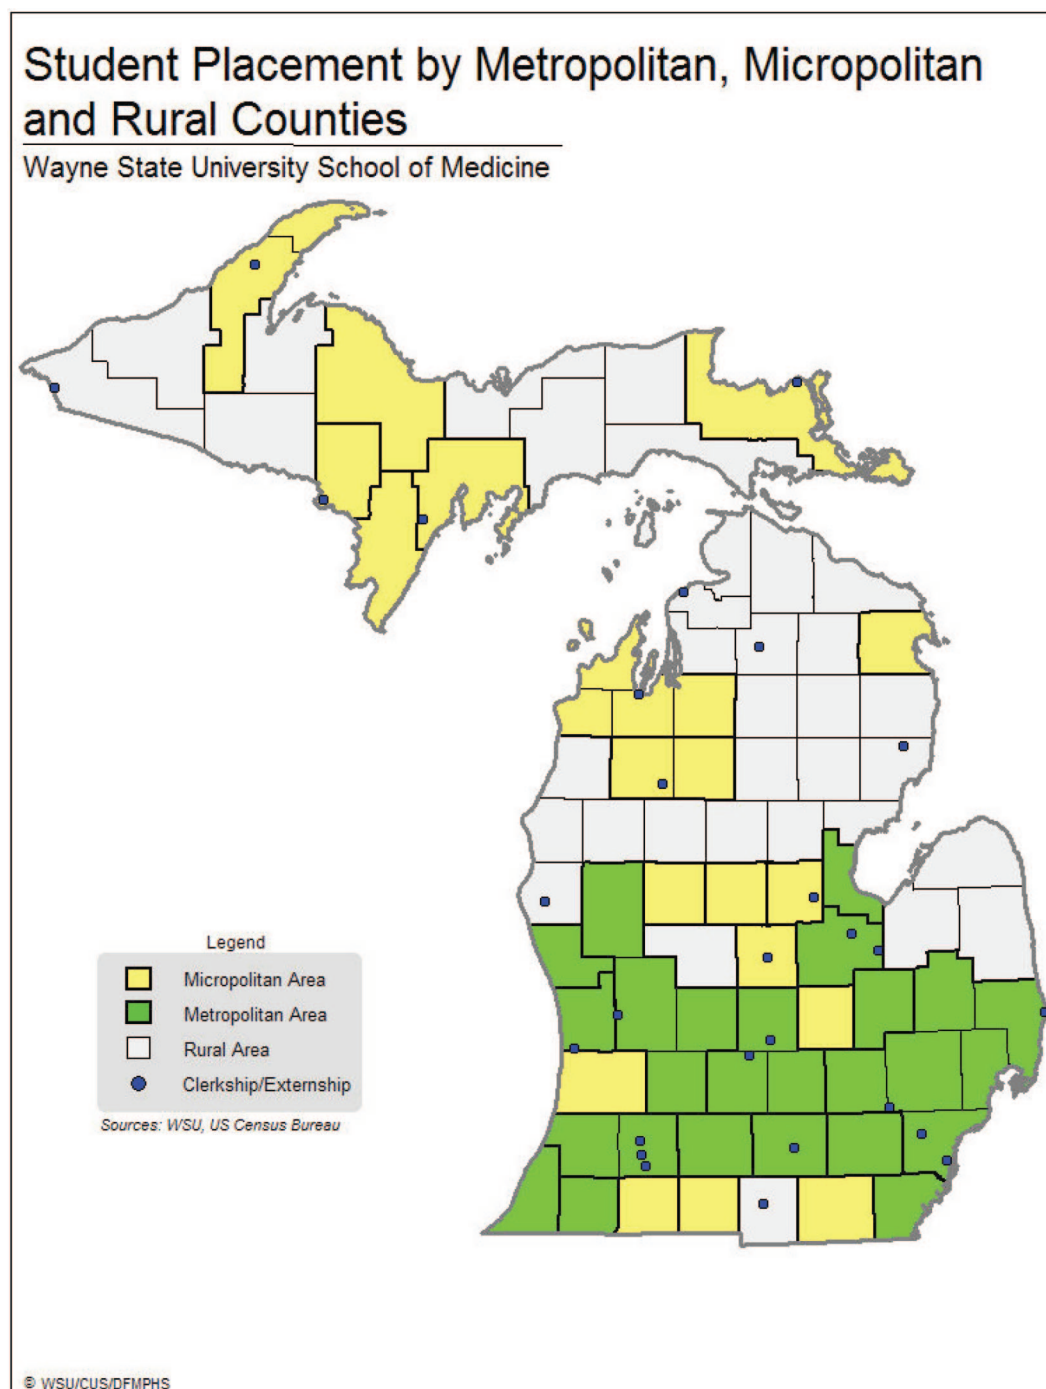 Student Placement by Metropolitan, Micropolitan
and Rural Counties
Wayne State University School of Medicine
Legend
Micropolitan Area
Metropolitan Area
Rural Area
Clerkship/Externship
Sources: WSU, US Census Bureau
© WSU/CUS/DFMPHS